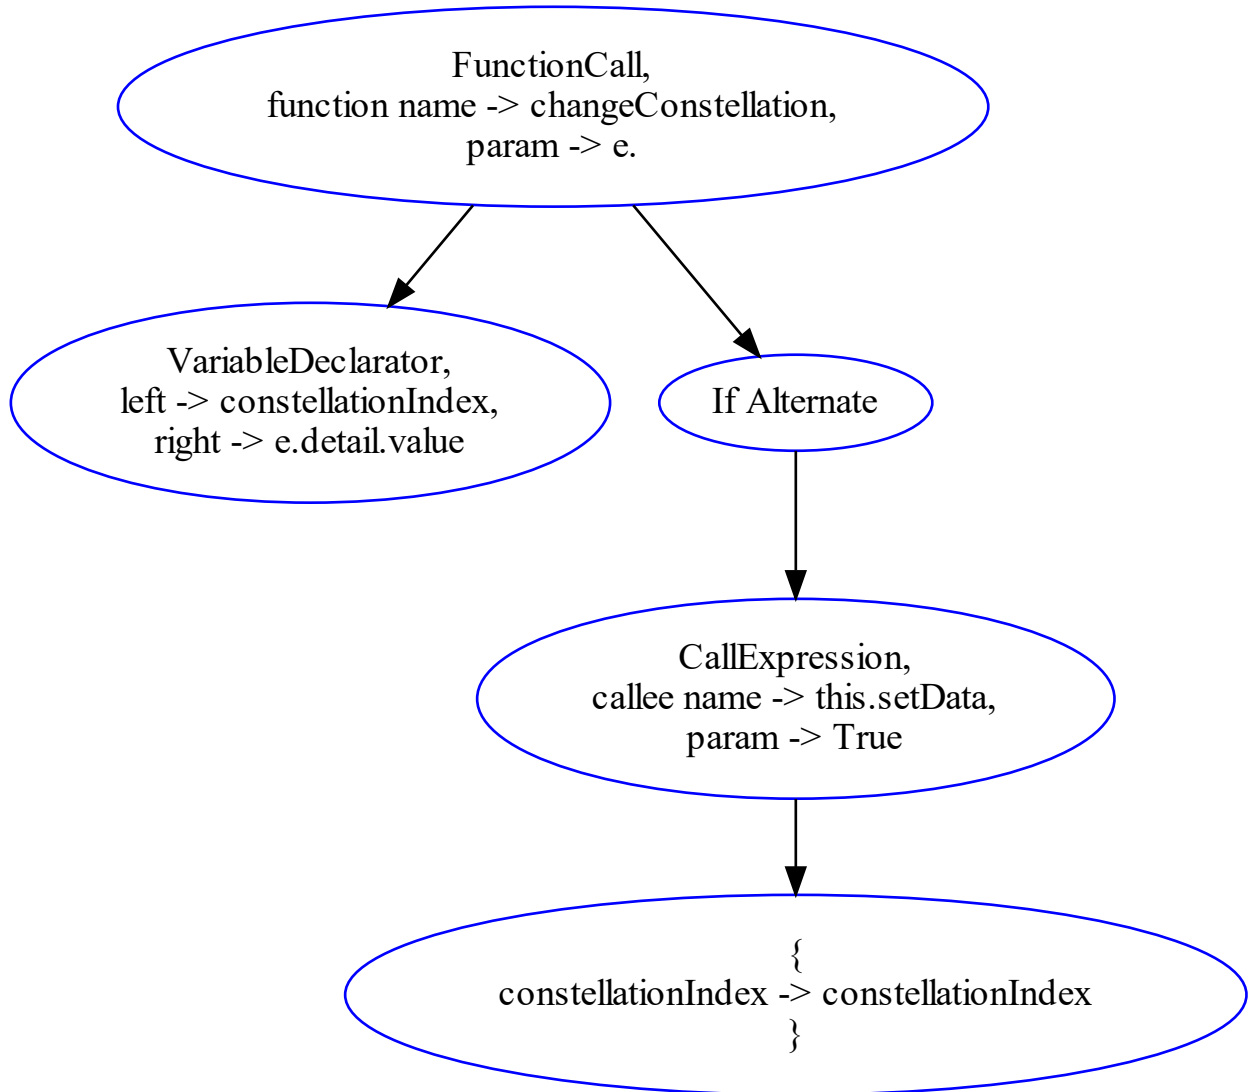 FunctionCall,
function name -> changeConstellation,
param -> e.
VariableDeclarator,
left -> constellationIndex,
right -> e.detail.value
If Alternate
CallExpression,
callee name -> this.setData,
param -> True
{
constellationIndex -> constellationIndex
}